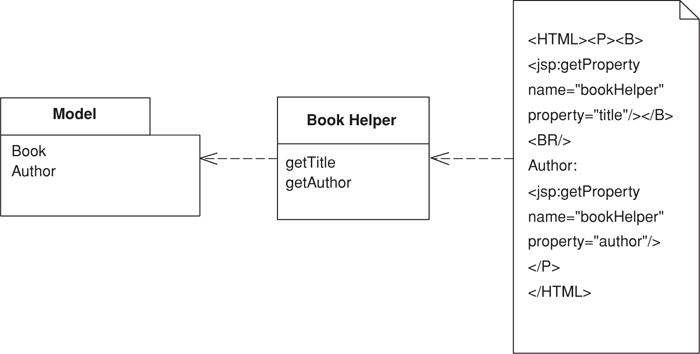 Model
Book
Author
Book Helper
getTitle
getAuthor
<HTML><P><B>
<jsp:getProperty
name="bookHelper"
property="title"/></B>
<BR/>
Author:
<jsp:getProperty
name="bookHelper"
property="author"/>
</P>
</HTML>